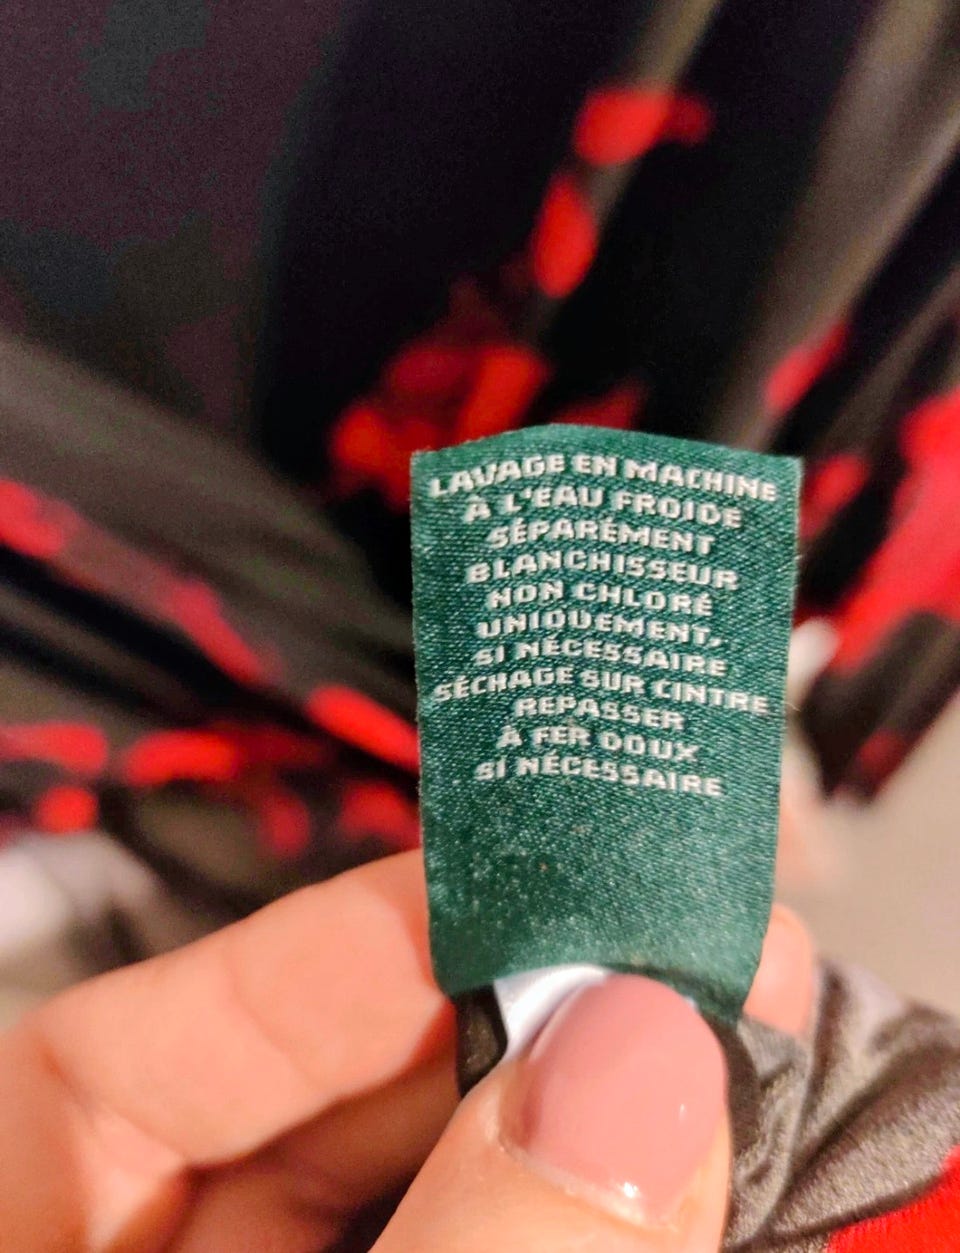 LAVAGE EN MACHINE
À L'EAU FROIDE
SÉPARÉMENT
BLANCHISSEUR
NON CHLORÉ
UNIQUEMENT,
SI NÉCESSAIRE
SÉCHAGE SUR CINTRE
REPASSER
À FER DOUX
SI NÉCESSAIRE